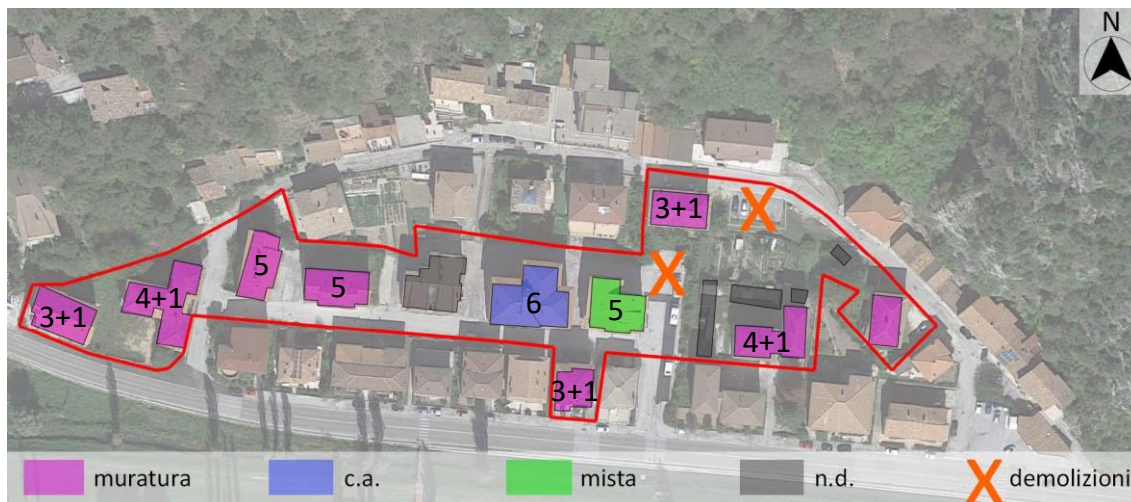 N
3+1
5
4+1
5
3+1
6
5
4+1
3+1
X
X
muratura
c.a.
mista
n.d.
X demolizioni